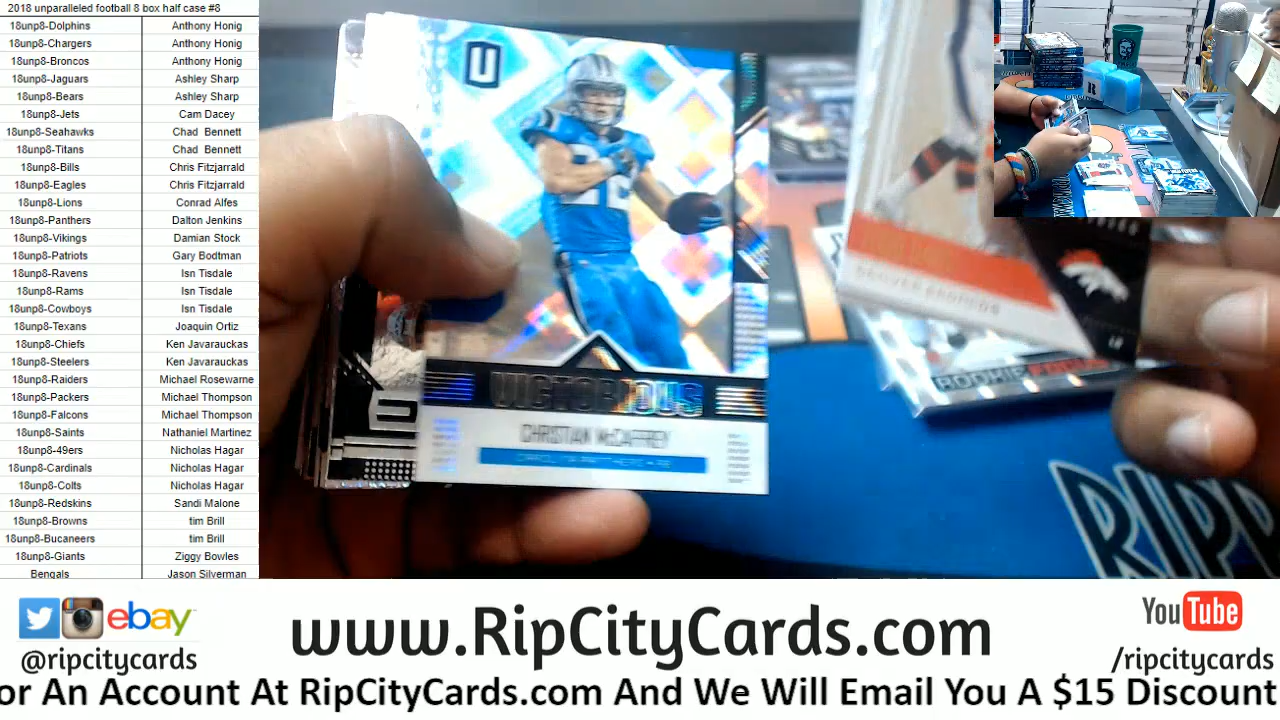 2018 unparalleled football 8 box half case #8
18unp8-Dolphins Anthony Honig
18unp8-Chargers Anthony Honig
18unp8-Broncos Anthony Honig
18unp8-Jaguars Ashley Sharp
18unp8-Bears Ashley Sharp
18unp8-Jets Cam Dacey
18unp8-Seahawks Chad Bennett
18unp8-Titans Chad Bennett
18unp8-Bills Chris Fitzjarrald
18unp8-Eagles Chris Fitzjarrald
18unp8-Lions Conrad Alfes
18unp8-Panthers Dalton Jenkins
18unp8-Vikings Damian Stock
18unp8-Patriots Gary Bodtman
18unp8-Ravens Isn Tisdale
18unp8-Rams Isn Tisdale
18unp8-Cowboys Isn Tisdale
18unp8-Texans Joaquin Ortiz
18unp8-Chiefs Ken Javarauckas
18unp8-Steelers Ken Javarauckas
18unp8-Raiders Michael Rosewarne
18unp8-Packers Michael Thompson
18unp8-Falcons Michael Thompson
18unp8-Saints Nathaniel Martinez
18unp8-49ers Nicholas Hagar
18unp8-Cardinals Nicholas Hagar
18unp8-Colts Nicholas Hagar
18unp8-Redskins Sandi Malone
18unp8-Browns tim Brill
18unp8-Bucaneers tim Brill
18unp8-Giants Ziggy Bowles
Bengals Jason Silverman
U
22
VICTORIOUS
CHRISTIAN McCAFFREY
DENVER BRONCOS
ROOKIE
RIPP
ebay
@ripcitycards
www.RipCityCards.com
YouTube
/ripcitycards
or An Account At RipCityCards.com And We Will Email You A $15 Discount